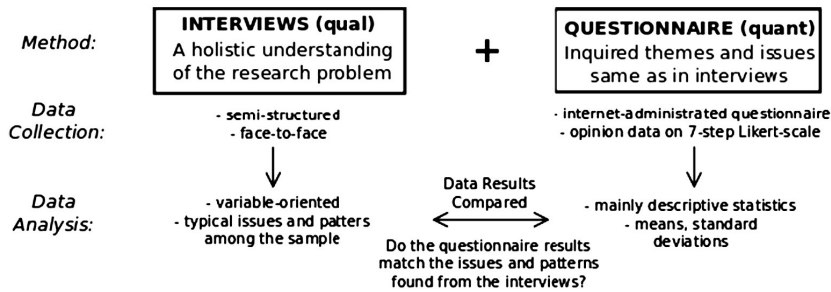 Method:
INTERVIEWS (qual)
A holistic understanding
of the research problem
+
QUESTIONNAIRE (quant)
Inquired themes and issues
same as in interviews
Data
Collection:
- semi-structured
- face-to-face
- internet-administrated questionnaire
- opinion data on 7-step Likert-scale
Data
Analysis:
- variable-oriented
- typical issues and patters
among the sample
Data Results
Compared
Do the questionnaire results
match the issues and patterns
found from the interviews?
- mainly descriptive statistics
- means, standard
deviations